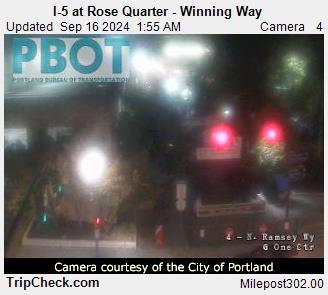 I-5 at Rose Quarter - Winning Way
Updated Sep 16 2024 1:55 AM Camera 4
PBOT
PORTLAND BUREAU OF TRANSPORTATION
4 - N. Ramsey Wy
@ One Ctr
Camera courtesy of the City of Portland
TripCheck.com Milepost302.00